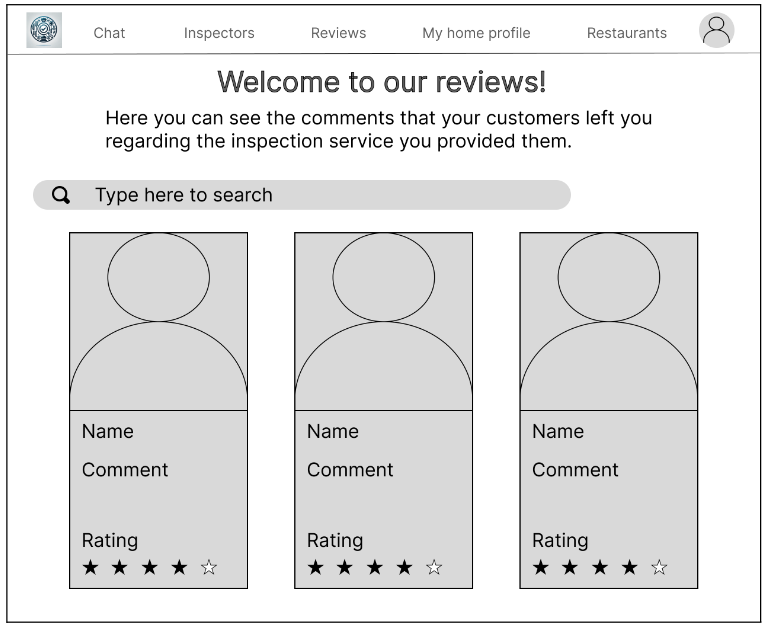 Chat Inspectors Reviews My home profile Restaurants
Welcome to our reviews!
Here you can see the comments that your customers left you
regarding the inspection service you provided them.
Type here to search
Name Name Name
Comment Comment Comment
Rating Rating Rating